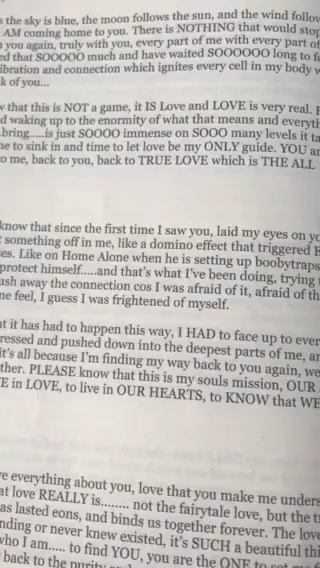 s the sky is blue, the moon follows the sun, and the wind follow
AM coming home to you. There is NOTHING that would stop
you again, truly with you, every part of me with every part of
ed that SOOOOO much and have waited SOOOOOO long to f
ibration and connection which ignites every cell in my body w
k of you...
w that this is NOT a game, it IS Love and LOVE is very real.
d waking up to the enormity of what that means and everyth
bring.....is just SOOOO immense on SOOO many levels it ta
me to sink in and time to let love be my ONLY guide. YOU ar
o me, back to you, back to TRUE LOVE which is THE ALL
know that since the first time I saw you, laid my eyes on yo
something off in me, like a domino effect that triggered
ses. Like on Home Alone when he is setting up boobytraps
protect himself.....and that's what I've been doing, trying
ush away the connection cos I was afraid of it, afraid of th
ne feel, I guess I was frightened of myself.
at it has had to happen this way, I HAD to face up to ever
ressed and pushed down into the deepest parts of me, an
it's all because I'm finding my way back to you again, we
ther. PLEASE know that this is my souls mission, OUR
E in LOVE, to live in OUR HEARTS, to KNOW that WE
ve everything about you, love that you make me unders
at love REALLY is........ not the fairytale love, but the t
as lasted eons, and binds us together forever. The love
nding or never knew existed, it's SUCH a beautiful thi
who I am..... to find YOU, you are the ONE to set me f
back to the purity